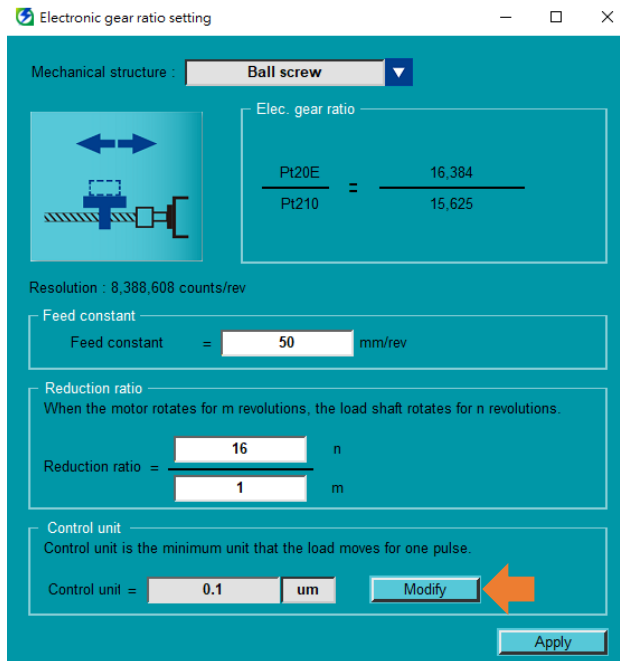 Electronic gear ratio setting
Mechanical structure : Ball screw
Elec. gear ratio
Pt20E = 16,384
Pt210 15,625
Resolution : 8,388,608 counts/rev
Feed constant
Feed constant = 50 mm/rev
Reduction ratio
When the motor rotates for m revolutions, the load shaft rotates for n revolutions.
16 n
Reduction ratio =
1 m
Control unit
Control unit is the minimum unit that the load moves for one pulse.
Control unit = 0.1 um Modify
Apply